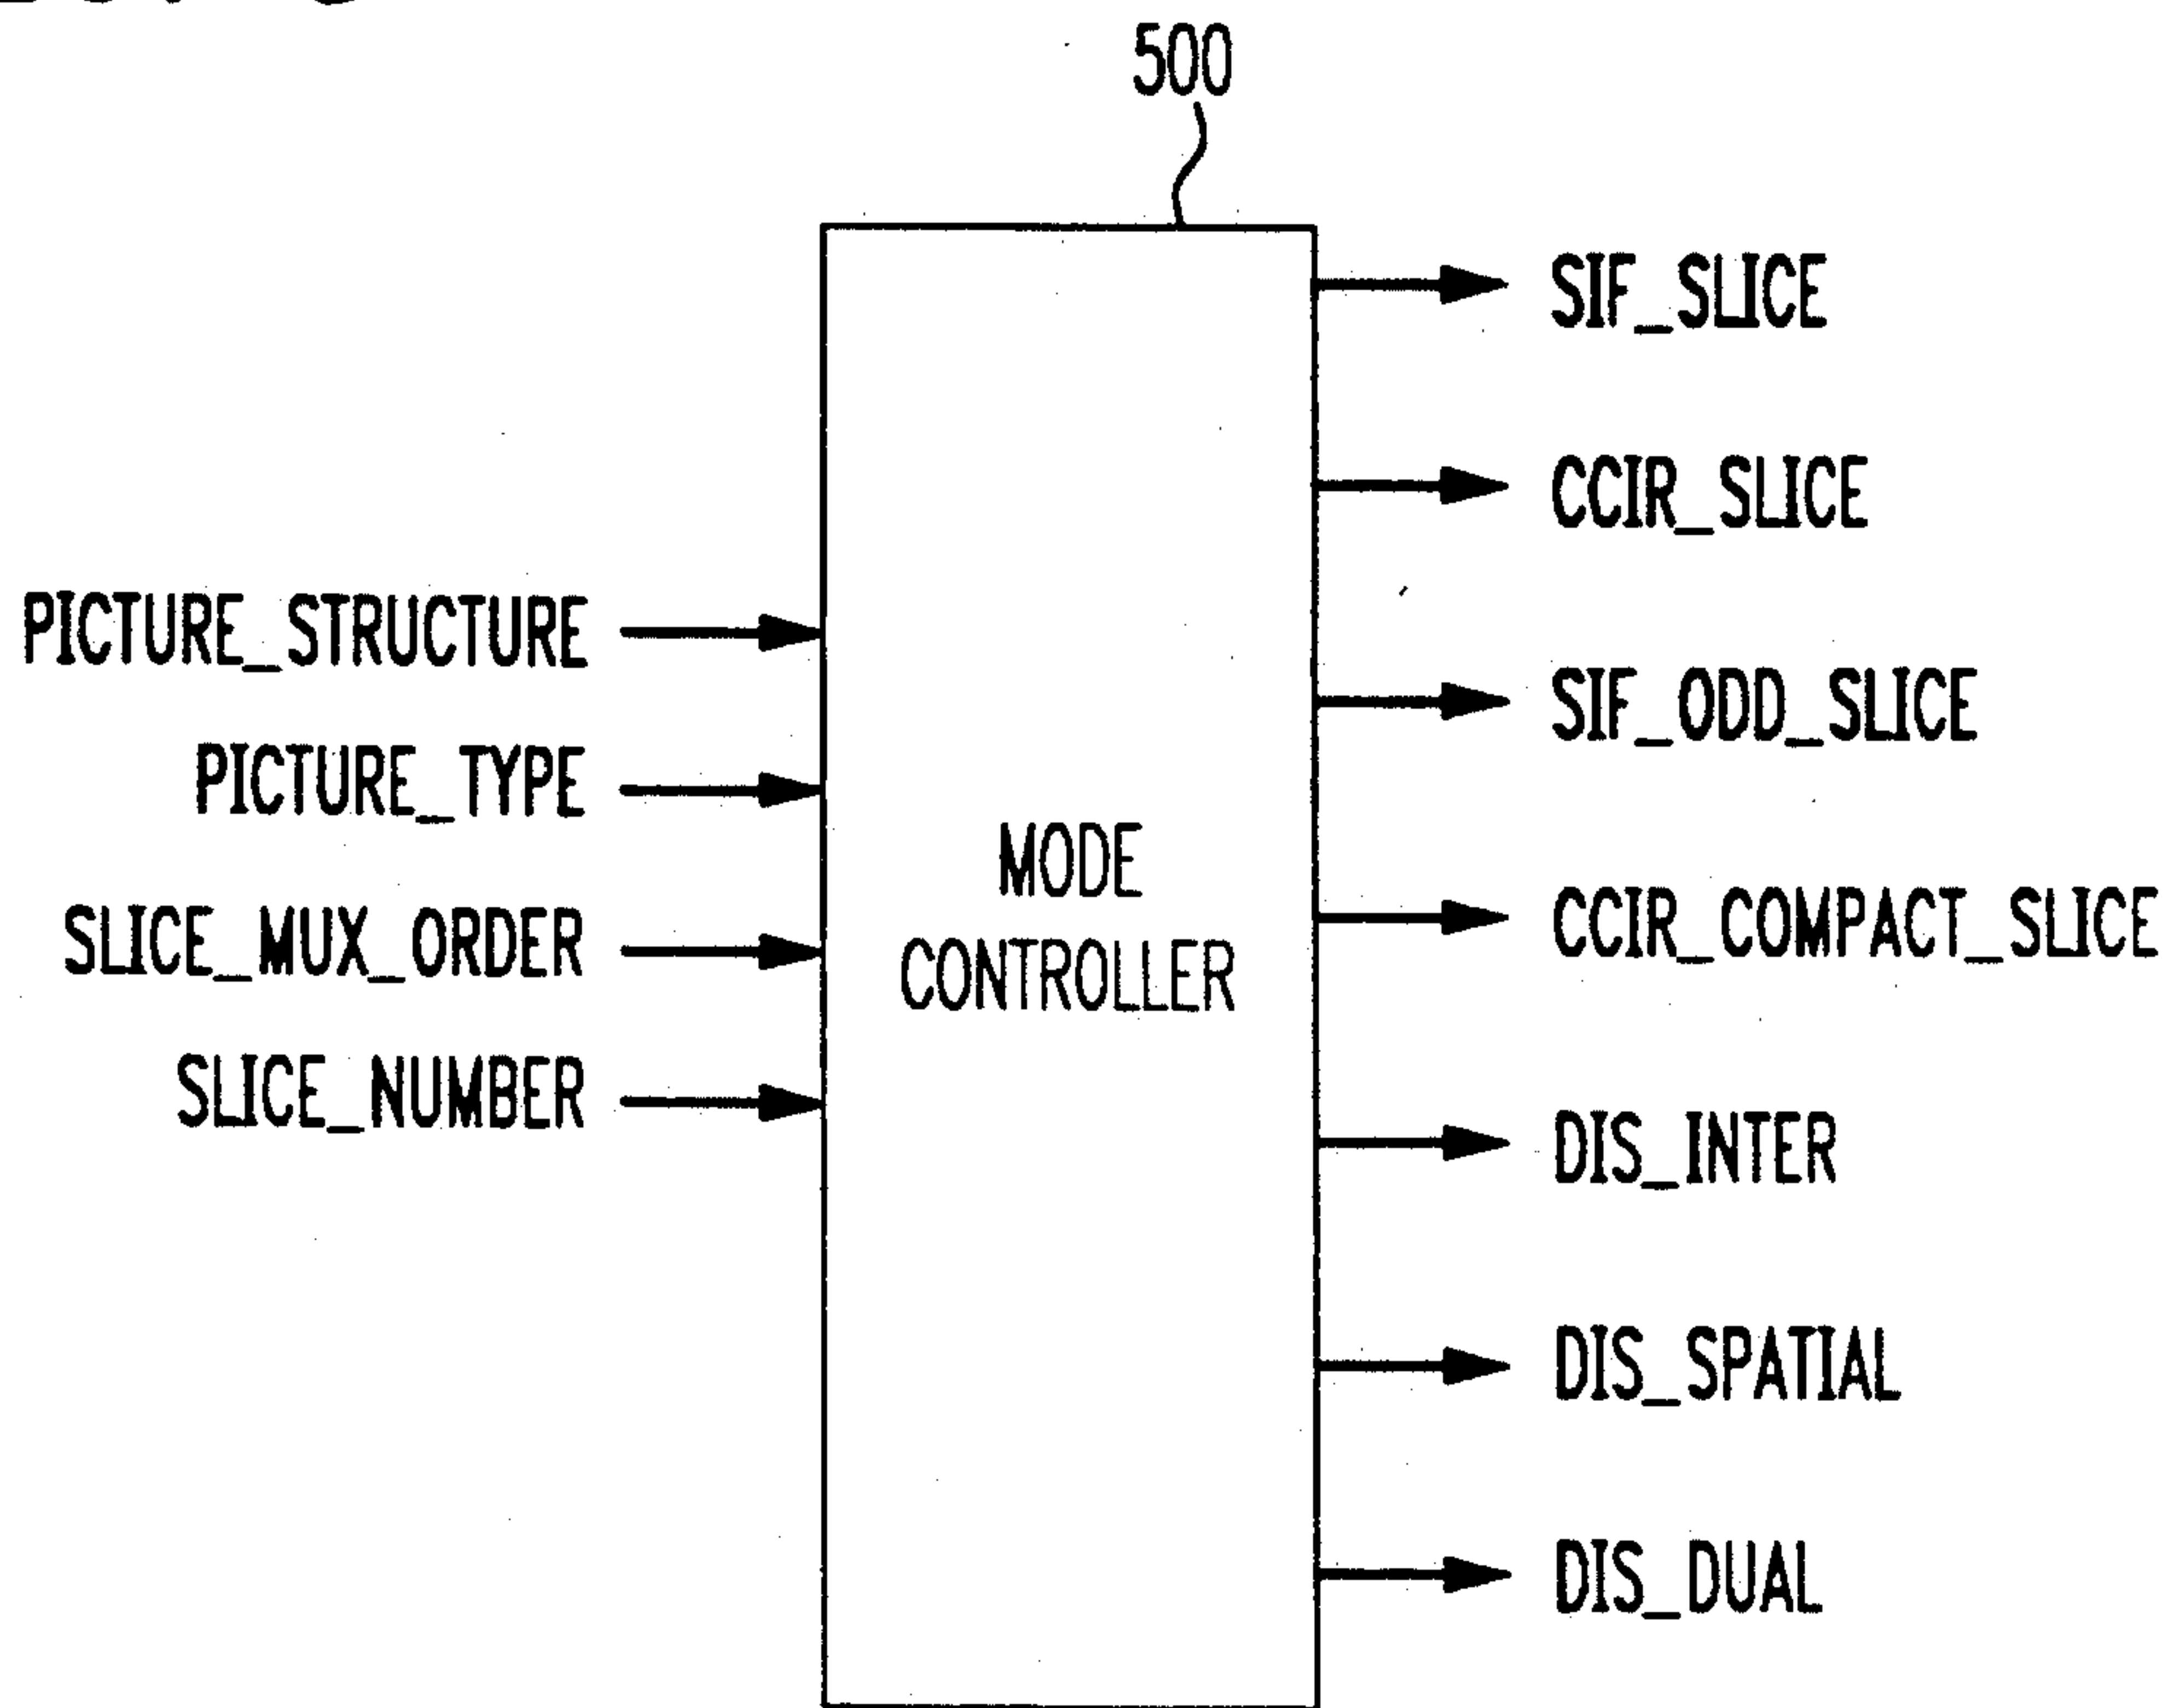 500
PICTURE_STRUCTURE
PICTURE_TYPE
SLICE_MUX_ORDER
SLICE_NUMBER
MODE
CONTROLLER
SIF_SLICE
CCIR_SLICE
SIF_ODD_SLICE
CCIR_COMPACT_SLICE
DIS_INTER
DIS_SPATIAL
DIS_DUAL